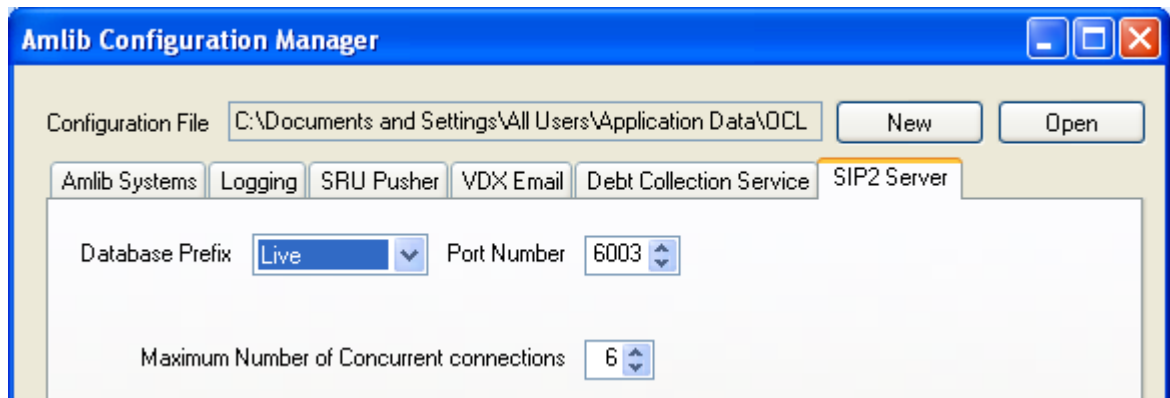 Amlib Configuration Manager
Configuration File C:\Documents and Settings\All Users\Application Data\OCL New Open
Amlib Systems Logging SRU Pusher VDX Email Debt Collection Service SIP2 Server
Database Prefix Live Port Number 6003
Maximum Number of Concurrent connections 6